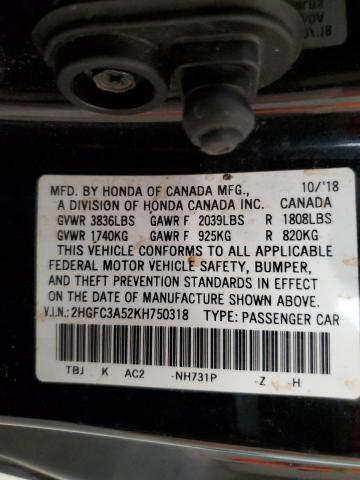 MFD. BY HONDA OF CANADA MFG., 10/'18
A DIVISION OF HONDA CANADA INC. CANADA
GVWR 3836LBS GAWR F 2039LBS R 1808LBS
GVWR 1740KG GAWR F 925KG R 820KG
THIS VEHICLE CONFORMS TO ALL APPLICABLE
FEDERAL MOTOR VEHICLE SAFETY, BUMPER,
AND THEFT PREVENTION STANDARDS IN EFFECT
ON THE DATE OF MANUFACTURE SHOWN ABOVE.
V.I.N.: 2HGFC3A52KH750318 TYPE: PASSENGER CAR
TBJ K AC2 -NH731P -Z -H